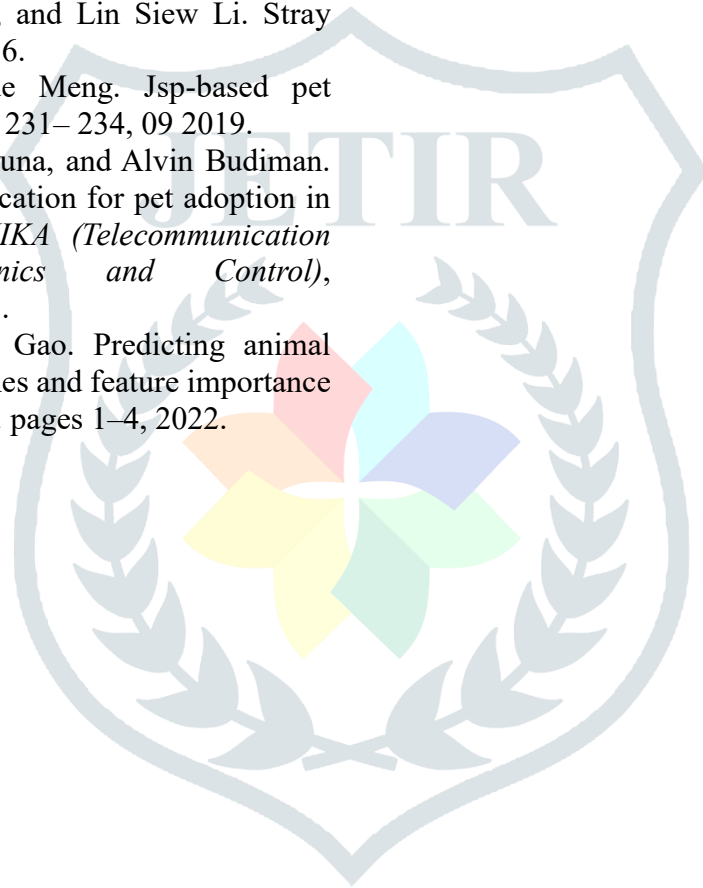 , and Lin Siew Li. Stray
6.
e Meng. Jsp-based pet
231– 234, 09 2019.
una, and Alvin Budiman.
cation for pet adoption in
IKA (Telecommunication
nics and Control),
.
Gao. Predicting animal
es and feature importance
pages 1–4, 2022.
JETIR